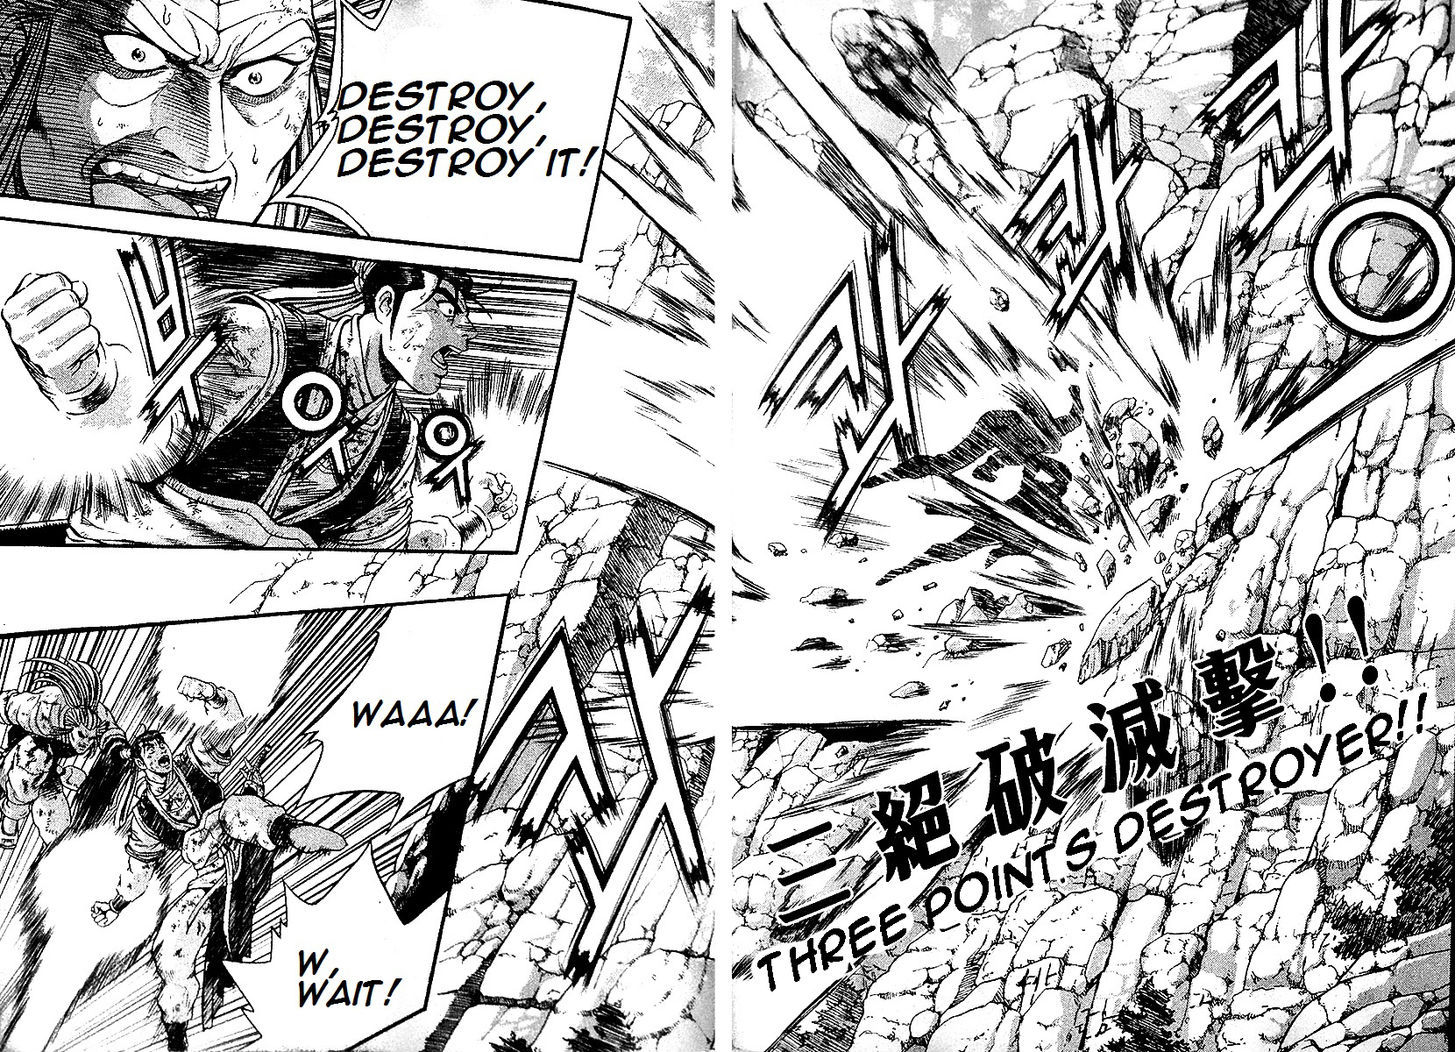 DESTROY,
DESTROY,
DESTROY IT!
WAAA!
W,
WAIT!
三絕破滅擊!!
THREE POINTS DESTROYER!!